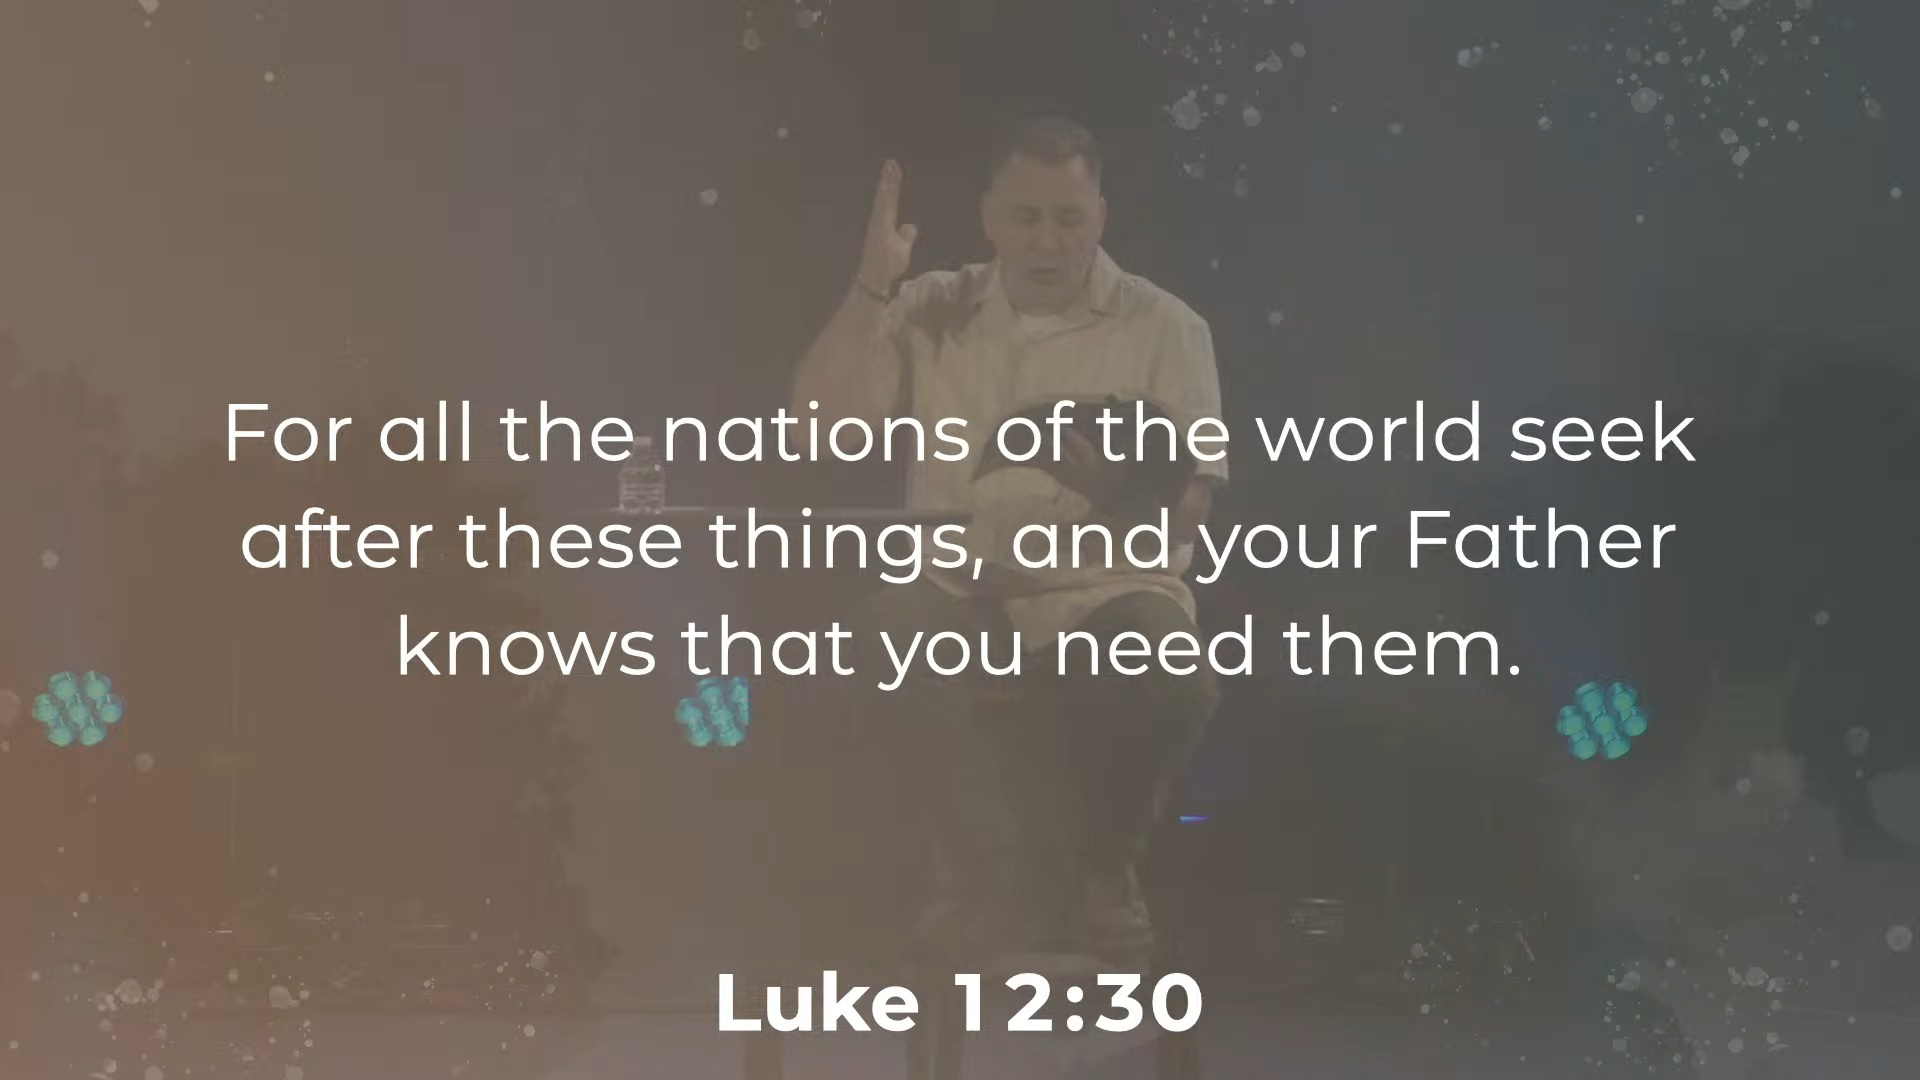 For all the nations of the world seek
after these things, and your Father
knows that you need them.
Luke 12:30